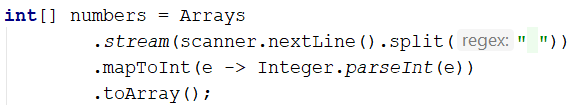 int[] numbers = Arrays
.stream(scanner.nextLine().split( regex: " "))
.mapToInt(e -> Integer.parseInt(e))
.toArray();